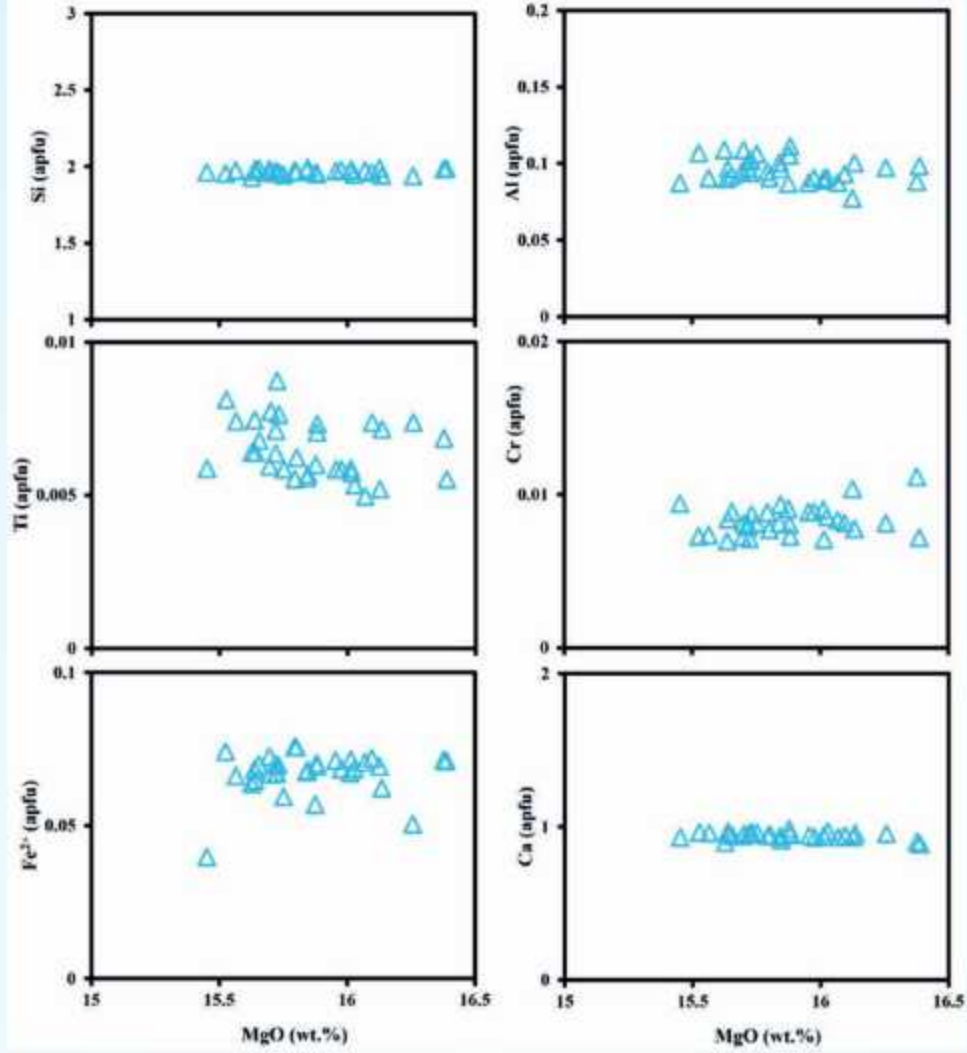 3
2.5
2
1.5
1
Si (apfu)
0.2
0.15
0.1
0.05
0
Al (apfu)
0.01
0.005
0
Ti (apfu)
0.02
0.01
0
Cr (apfu)
0.1
0.05
0
Fe²⁺ (apfu)
15 15.5 16 16.5
MgO (wt.%)
2
1
0
Ca (apfu)
15 15.5 16 16.5
MgO (wt.%)